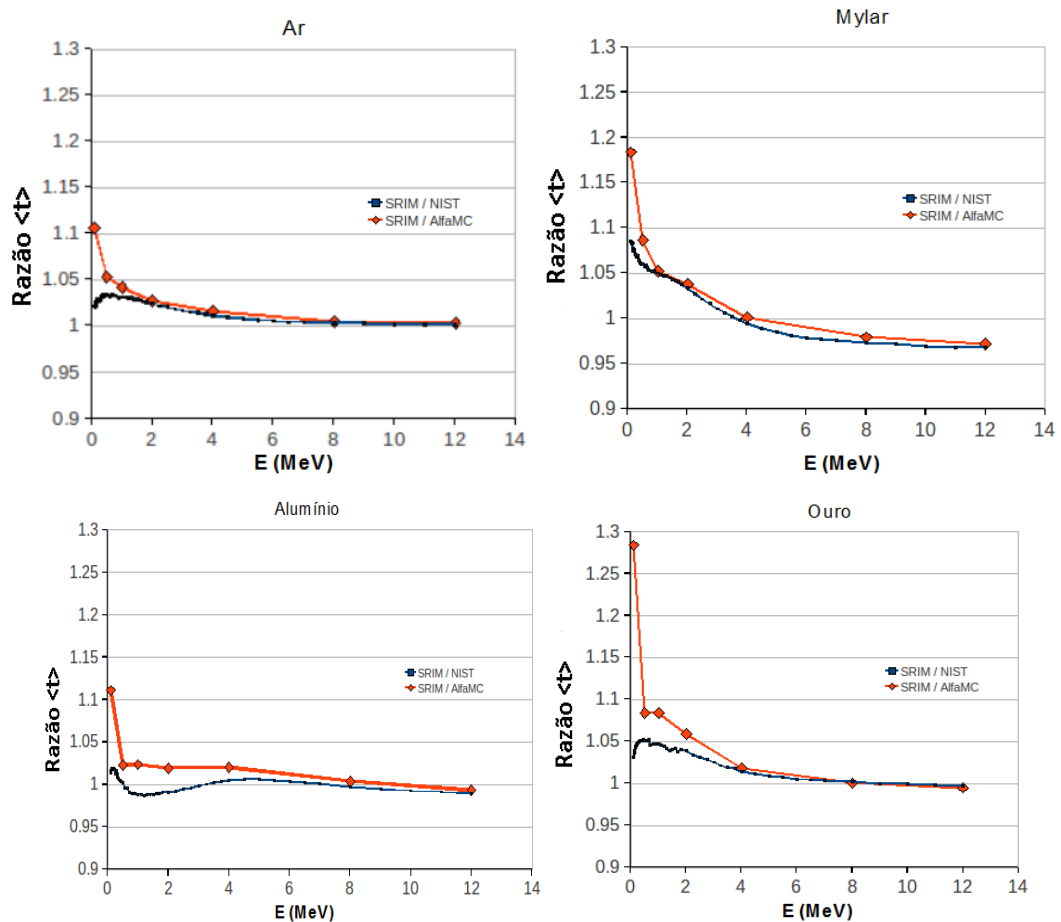 Ar
1.3
1.25
1.2
1.15
1.1
1.05
1
0.95
0.9
0 2 4 6 8 10 12 14
Razão <t>
E (MeV)
SRIM / NIST
SRIM / AlfaMC
Mylar
1.3
1.25
1.2
1.15
1.1
1.05
1
0.95
0.9
0 2 4 6 8 10 12 14
Razão <t>
E (MeV)
SRIM / NIST
SRIM / AlfaMC
Alumínio
1.3
1.25
1.2
1.15
1.1
1.05
1
0.95
0.9
0 2 4 6 8 10 12 14
Razão <t>
E (MeV)
SRIM / NIST
SRIM / AlfaMC
Ouro
1.3
1.25
1.2
1.15
1.1
1.05
1
0.95
0.9
0 2 4 6 8 10 12 14
Razão <t>
E (MeV)
SRIM / NIST
SRIM / AlfaMC